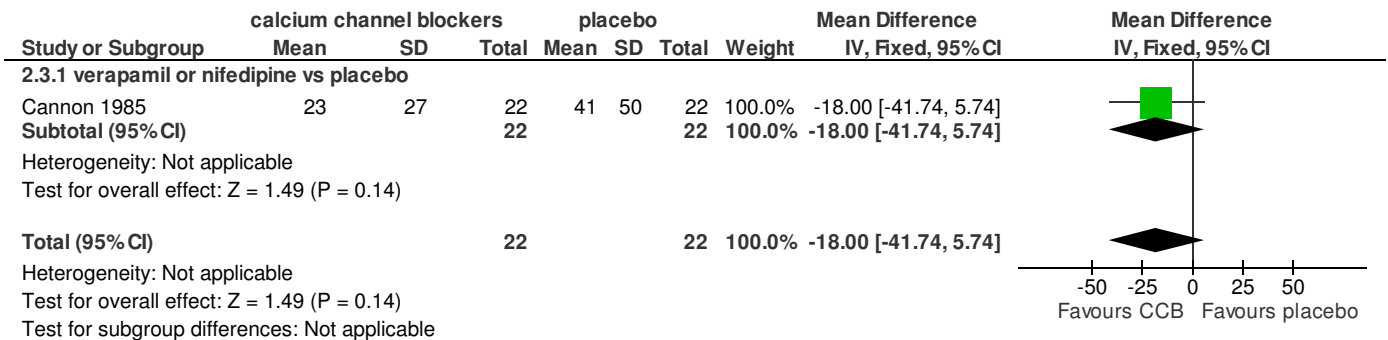 calcium channel blockers placebo Mean Difference Mean Difference
Study or Subgroup Mean SD Total Mean SD Total Weight IV, Fixed, 95% CI IV, Fixed, 95% CI
2.3.1 verapamil or nifedipine vs placebo
Cannon 1985 23 27 22 41 50 22 100.0% -18.00 [-41.74, 5.74]
Subtotal (95% CI) 22 22 100.0% -18.00 [-41.74, 5.74]
Heterogeneity: Not applicable
Test for overall effect: Z = 1.49 (P = 0.14)
Total (95% CI) 22 22 100.0% -18.00 [-41.74, 5.74]
Heterogeneity: Not applicable
Test for overall effect: Z = 1.49 (P = 0.14)
Test for subgroup differences: Not applicable
-50 -25 0 25 50
Favours CCB Favours placebo